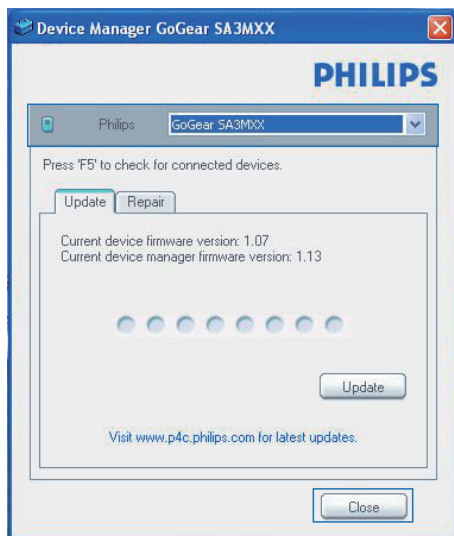 Device Manager GoGear SA3MXX
PHILIPS
Philips GoGear SA3MXX
Press 'F5' to check for connected devices.
Update Repair
Current device firmware version: 1.07
Current device manager firmware version: 1.13
Update
Visit www.p4c.philips.com for latest updates.
Close